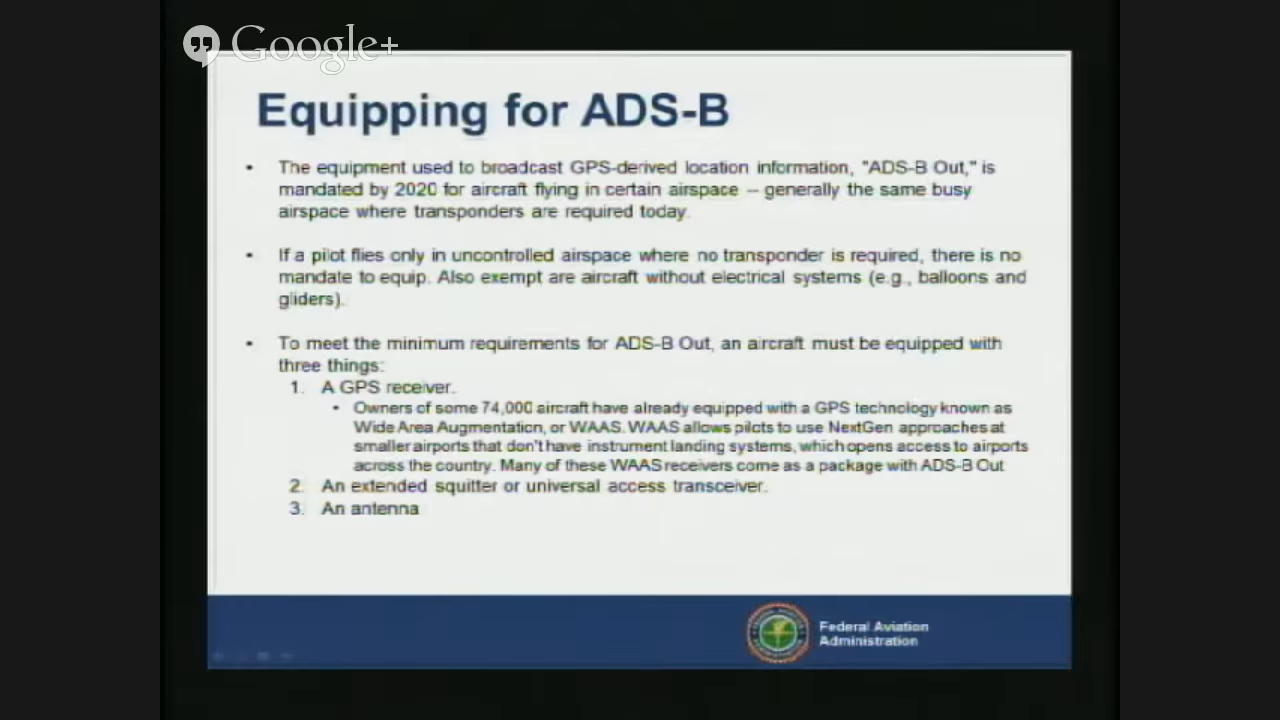 Google+
Equipping for ADS-B
• The equipment used to broadcast GPS-derived location information, "ADS-B Out," is
mandated by 2020 for aircraft flying in certain airspace -- generally the same busy
airspace where transponders are required today.
• If a pilot flies only in uncontrolled airspace where no transponder is required, there is no
mandate to equip. Also exempt are aircraft without electrical systems (e.g., balloons and
gliders).
• To meet the minimum requirements for ADS-B Out, an aircraft must be equipped with
three things:
1. A GPS receiver.
• Owners of some 74,000 aircraft have already equipped with a GPS technology known as
Wide Area Augmentation, or WAAS. WAAS allows pilots to use NextGen approaches at
smaller airports that don't have instrument landing systems, which opens access to airports
across the country. Many of these WAAS receivers come as a package with ADS-B Out
2. An extended squitter or universal access transceiver.
3. An antenna
Federal Aviation
Administration